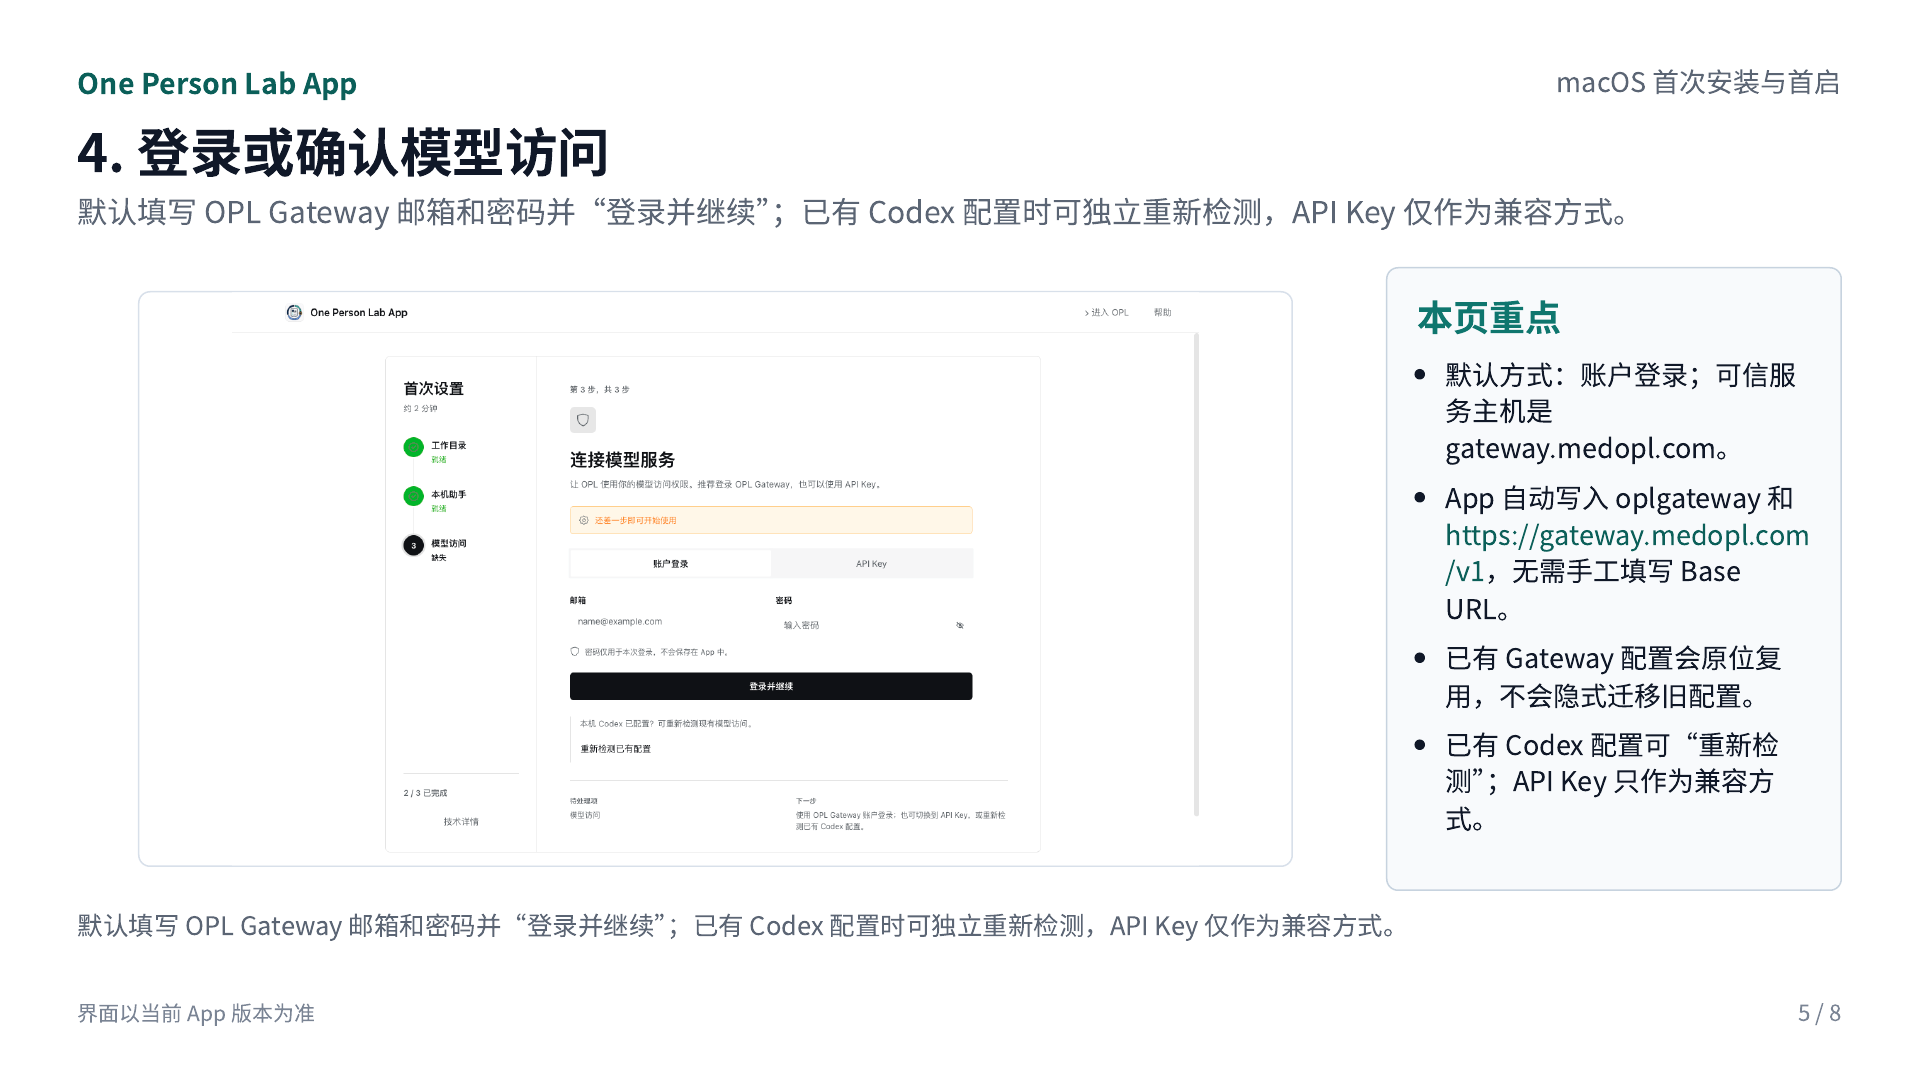 One Person Lab App
macOS 首次安装与首启
4. 登录或确认模型访问
默认填写 OPL Gateway 邮箱和密码并“登录并继续”；已有 Codex 配置时可独立重新检测，API Key 仅作为兼容方式。
One Person Lab App
进入 OPL
帮助
首次设置
约 2 分钟
工作目录
就绪
本机助手
就绪
3
模型访问
缺失
2 / 3 已完成
技术详情
第 3 步，共 3 步
连接模型服务
让 OPL 使用你的模型访问权限。推荐登录 OPL Gateway，也可以使用 API Key。
还差一步即可开始使用
账户登录
API Key
邮箱
密码
name@example.com
输入密码
密码仅用于本次登录，不会保存在 App 中。
登录并继续
本机 Codex 已配置？可重新检测现有模型访问。
重新检测已有配置
待处理项
模型访问
下一步
使用 OPL Gateway 账户登录；也可切换到 API Key，或重新检
测已有 Codex 配置。
本页重点
默认方式：账户登录；可信服
务主机是
gateway.medopl.com。
App 自动写入 oplgateway 和
https://gateway.medopl.com
/v1，无需手工填写 Base
URL。
已有 Gateway 配置会原位复
用，不会隐式迁移旧配置。
已有 Codex 配置可“重新检
测”；API Key 只作为兼容方
式。
默认填写 OPL Gateway 邮箱和密码并“登录并继续”；已有 Codex 配置时可独立重新检测，API Key 仅作为兼容方式。
界面以当前 App 版本为准
5 / 8